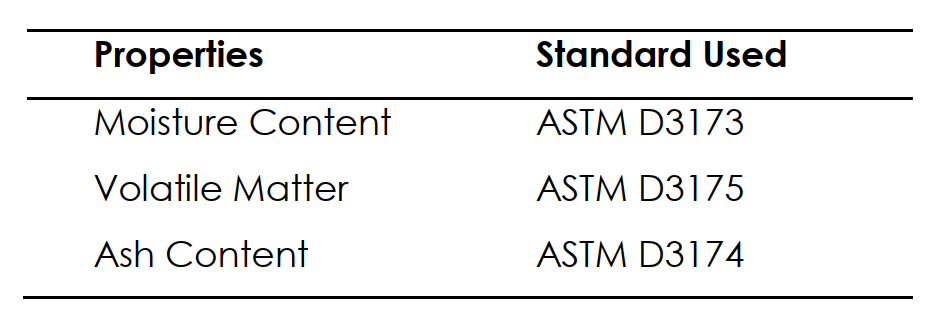 Properties Standard Used
Moisture Content ASTM D3173
Volatile Matter ASTM D3175
Ash Content ASTM D3174